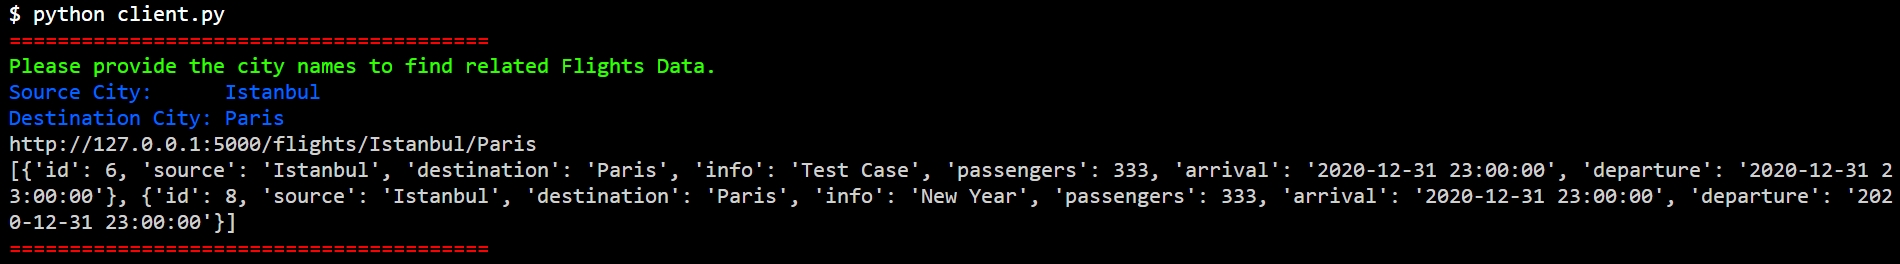 $ python client.py
========================================
Please provide the city names to find related Flights Data.
Source City:      Istanbul
Destination City: Paris
http://127.0.0.1:5000/flights/Istanbul/Paris
[{'id': 6, 'source': 'Istanbul', 'destination': 'Paris', 'info': 'Test Case', 'passengers': 333, 'arrival': '2020-12-31 23:00:00', 'departure': '2020-12-31 2
3:00:00'}, {'id': 8, 'source': 'Istanbul', 'destination': 'Paris', 'info': 'New Year', 'passengers': 333, 'arrival': '2020-12-31 23:00:00', 'departure': '202
0-12-31 23:00:00'}]
========================================